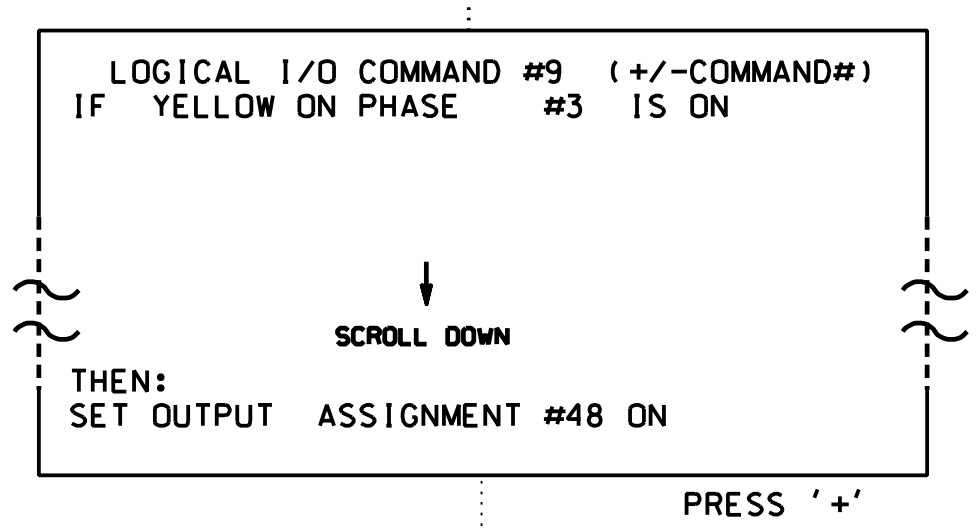 LOGICAL I/O COMMAND #9 (+/-COMMAND#)
IF YELLOW ON PHASE #3 IS ON
SCROLL DOWN
THEN:
SET OUTPUT ASSIGNMENT #48 ON
PRESS '+'